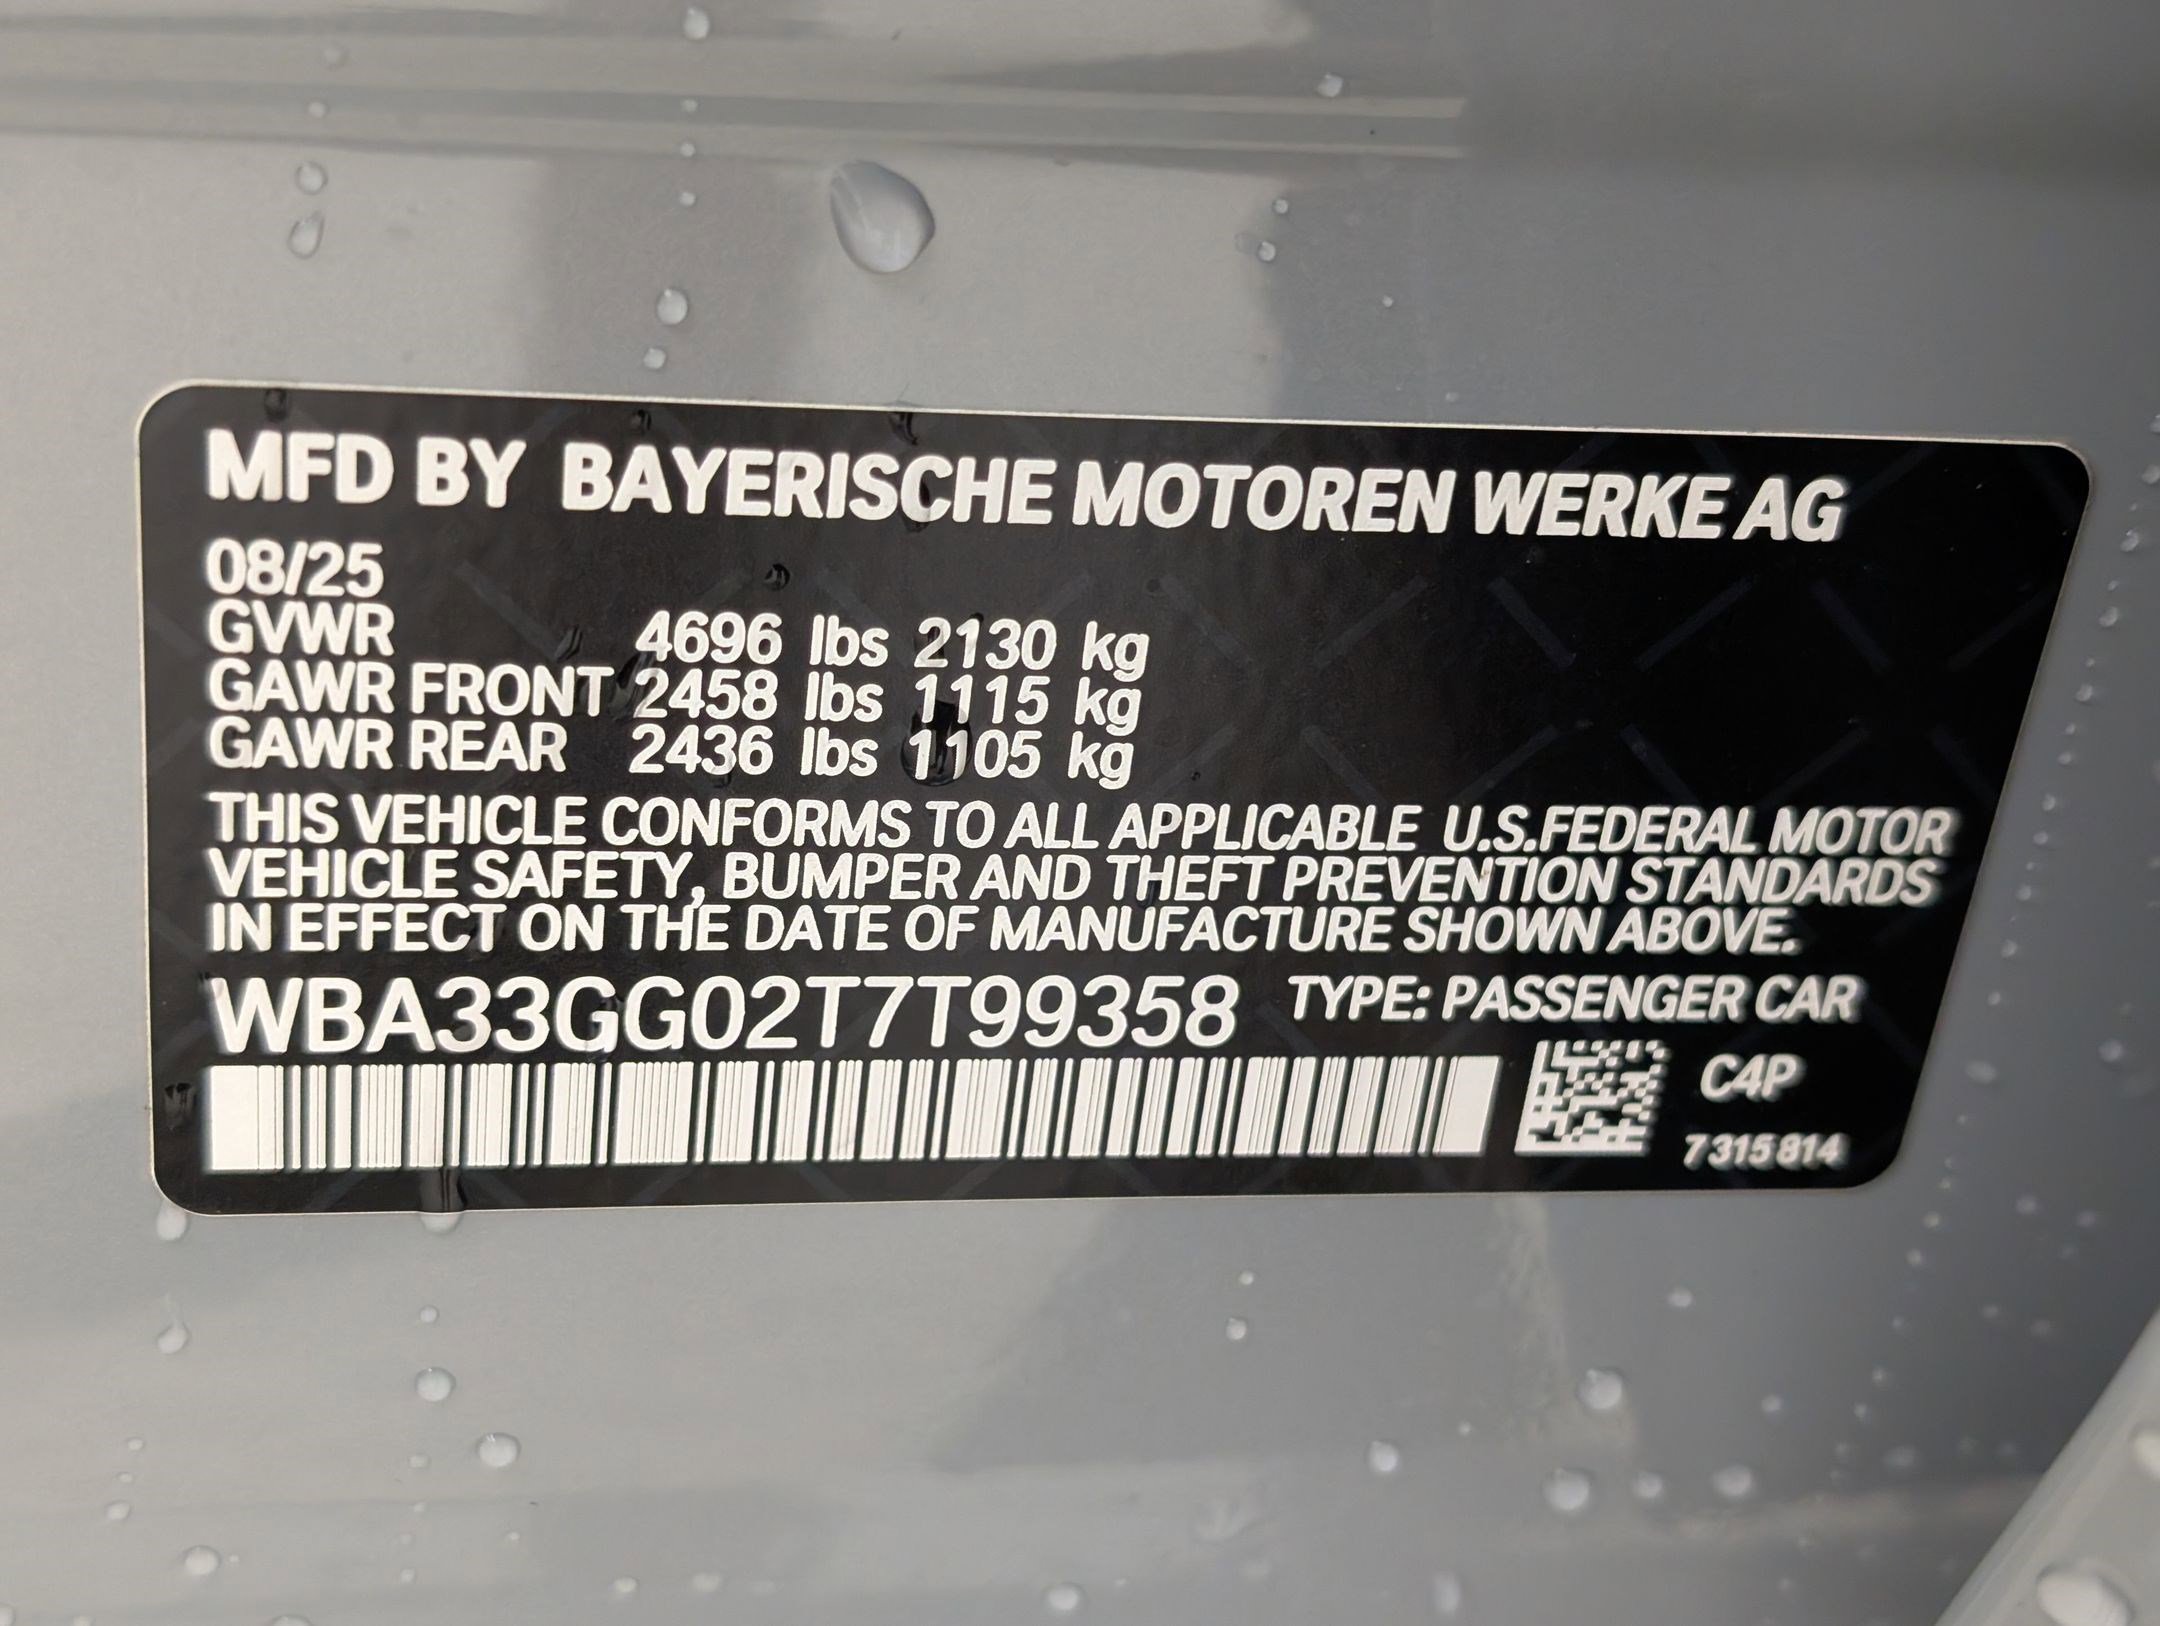 MFD BY BAYERISCHE MOTOREN WERKE AG
08/25
GVWR 4696 lbs 2130 kg
GAWR FRONT 2458 lbs 1115 kg
GAWR REAR 2436 lbs 1105 kg
THIS VEHICLE CONFORMS TO ALL APPLICABLE U.S.FEDERAL MOTOR
VEHICLE SAFETY, BUMPER AND THEFT PREVENTION STANDARDS
IN EFFECT ON THE DATE OF MANUFACTURE SHOWN ABOVE.
WBA33GG02T7T99358 TYPE: PASSENGER CAR
C4P
7 315 814